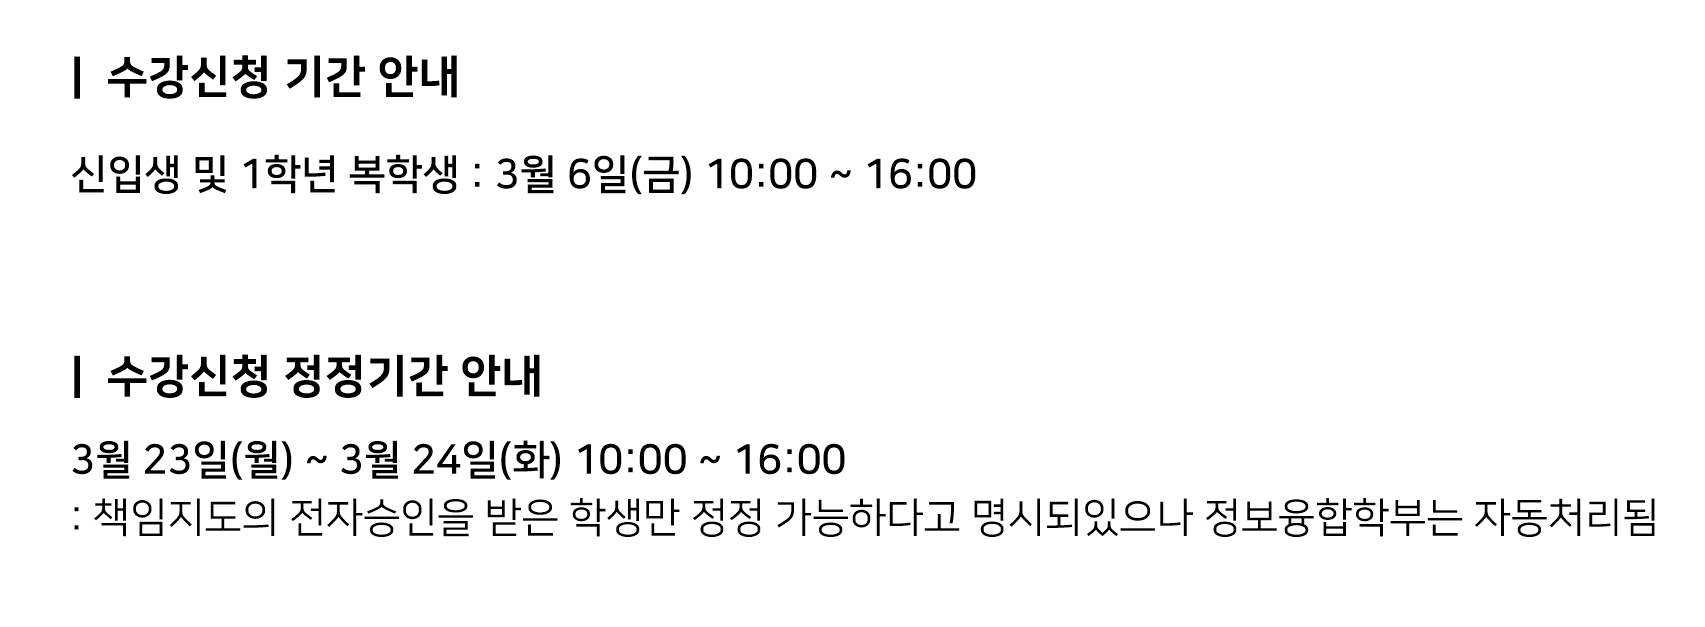 | 수강신청 기간 안내
신입생 및 1학년 복학생 : 3월 6일(금) 10:00 ~ 16:00
| 수강신청 정정기간 안내
3월 23일(월) ~ 3월 24일(화) 10:00 ~ 16:00
: 책임지도의 전자승인을 받은 학생만 정정 가능하다고 명시되있으나 정보융합학부는 자동처리됨